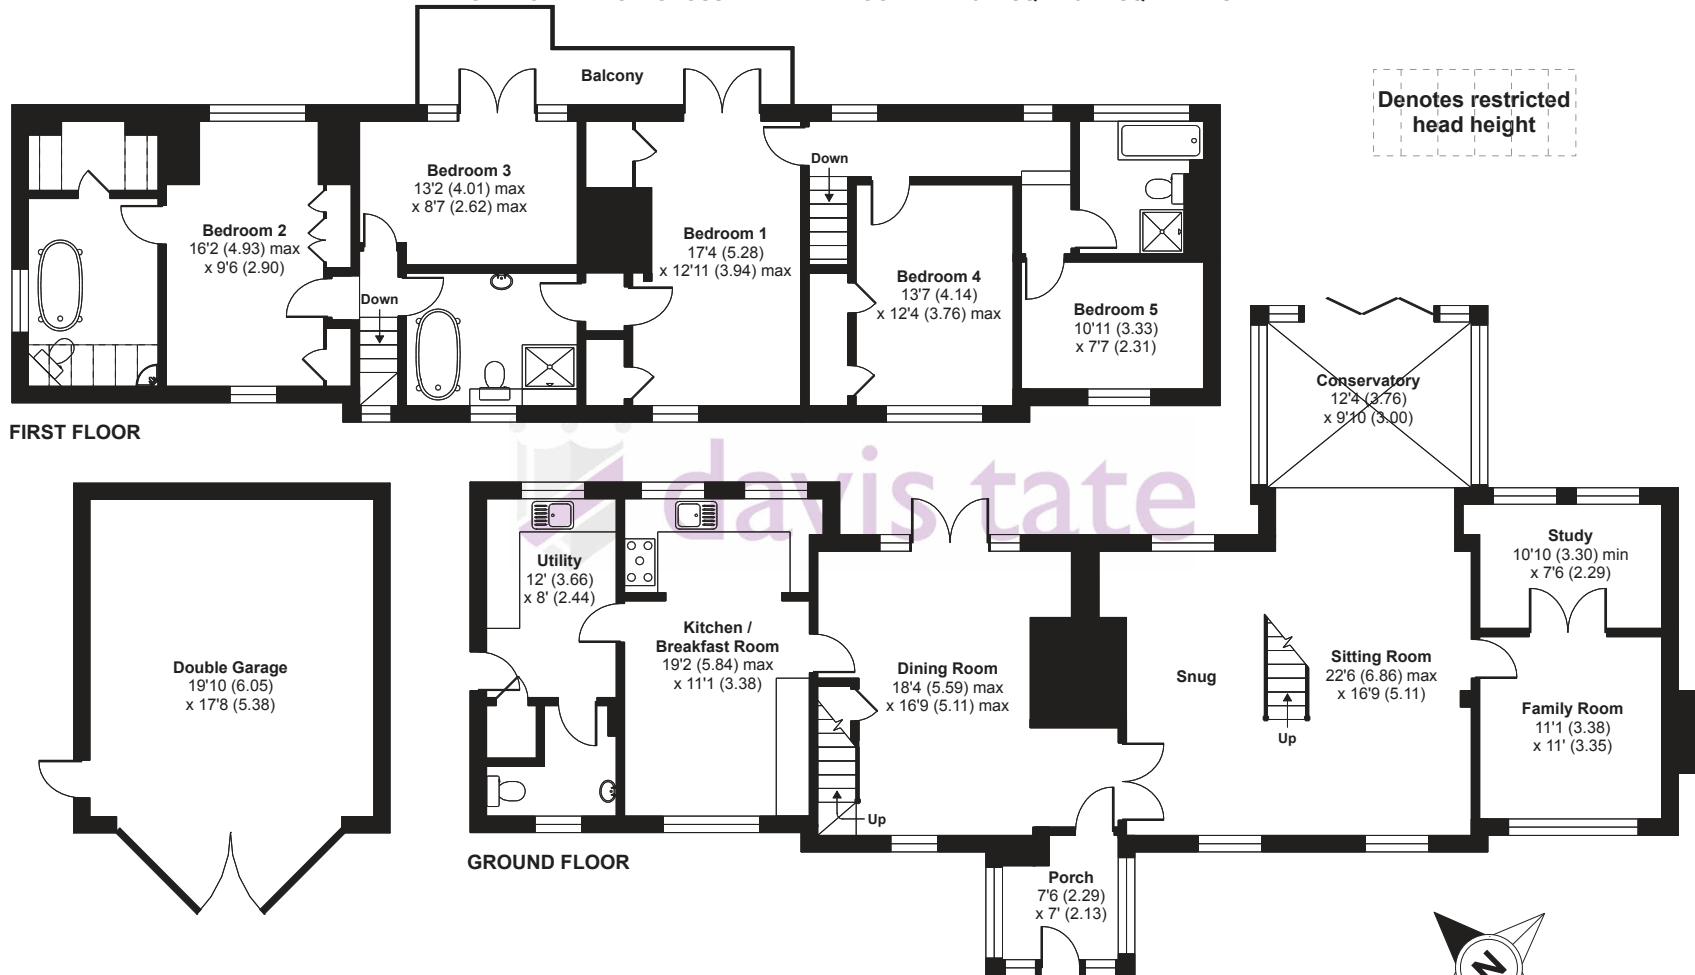 Balcony
Denotes restricted
head height
Bedroom 3
13'2 (4.01) max
x 8'7 (2.62) max
Down
Bedroom 2
16'2 (4.93) max
x 9'6 (2.90)
Bedroom 1
17'4 (5.28)
x 12'11 (3.94) max
Bedroom 4
13'7 (4.14)
x 12'4 (3.76) max
Down
Bedroom 5
10'11 (3.33)
x 7'7 (2.31)
Conservatory
12'4 (3.76)
x 9'10 (3.00)
FIRST FLOOR
davis tate
Utility
12' (3.66)
x 8' (2.44)
Study
10'10 (3.30) min
x 7'6 (2.29)
Kitchen /
Breakfast Room
19'2 (5.84) max
x 11'1 (3.38)
Double Garage
19'10 (6.05)
x 17'8 (5.38)
Dining Room
18'4 (5.59) max
x 16'9 (5.11) max
Snug
Sitting Room
22'6 (6.86) max
x 16'9 (5.11)
Family Room
11'1 (3.38)
x 11' (3.35)
Up
Up
GROUND FLOOR
Porch
7'6 (2.29)
x 7' (2.13)
N